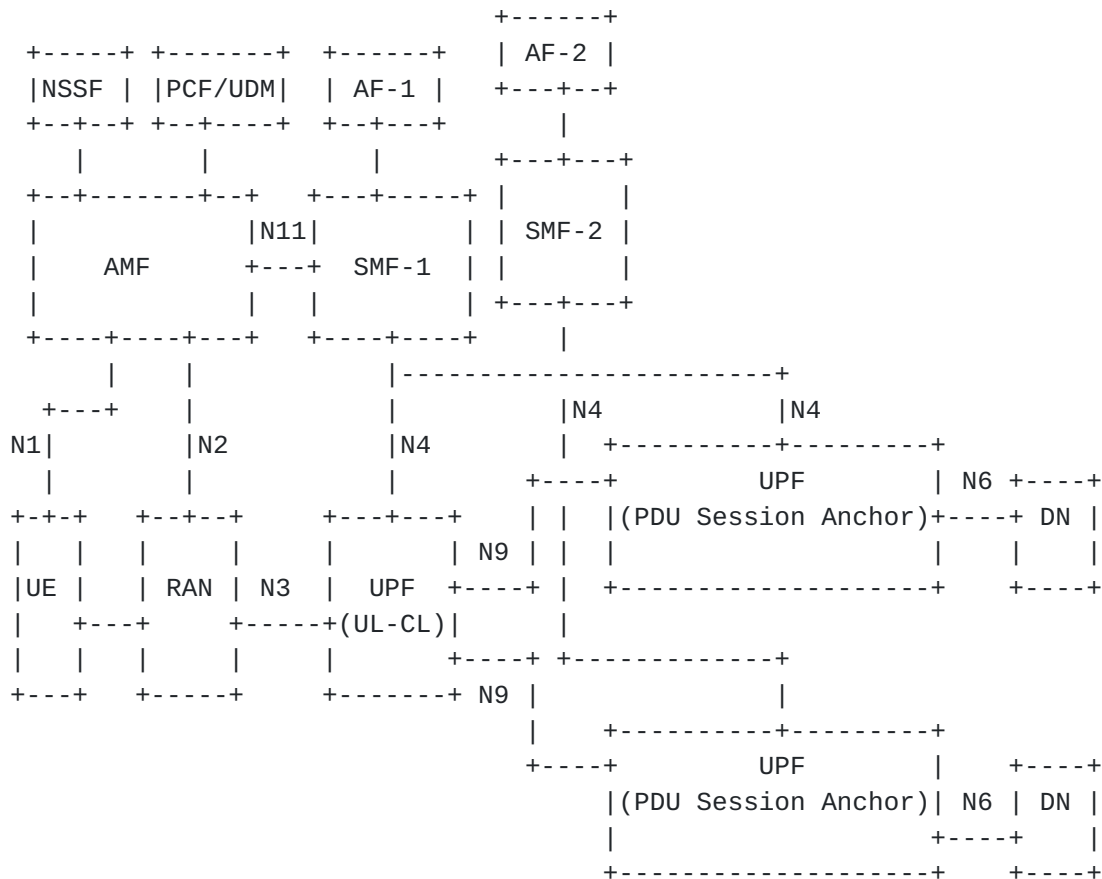 AF-2
NSSF PCF/UDM AF-1
N11 SMF-2
AMF SMF-1
N4 N4
N1 N2 N4
UPF N6
(PDU Session Anchor) DN
N9
UE RAN N3 UPF
(UL-CL)
N9
UPF
(PDU Session Anchor) N6 DN